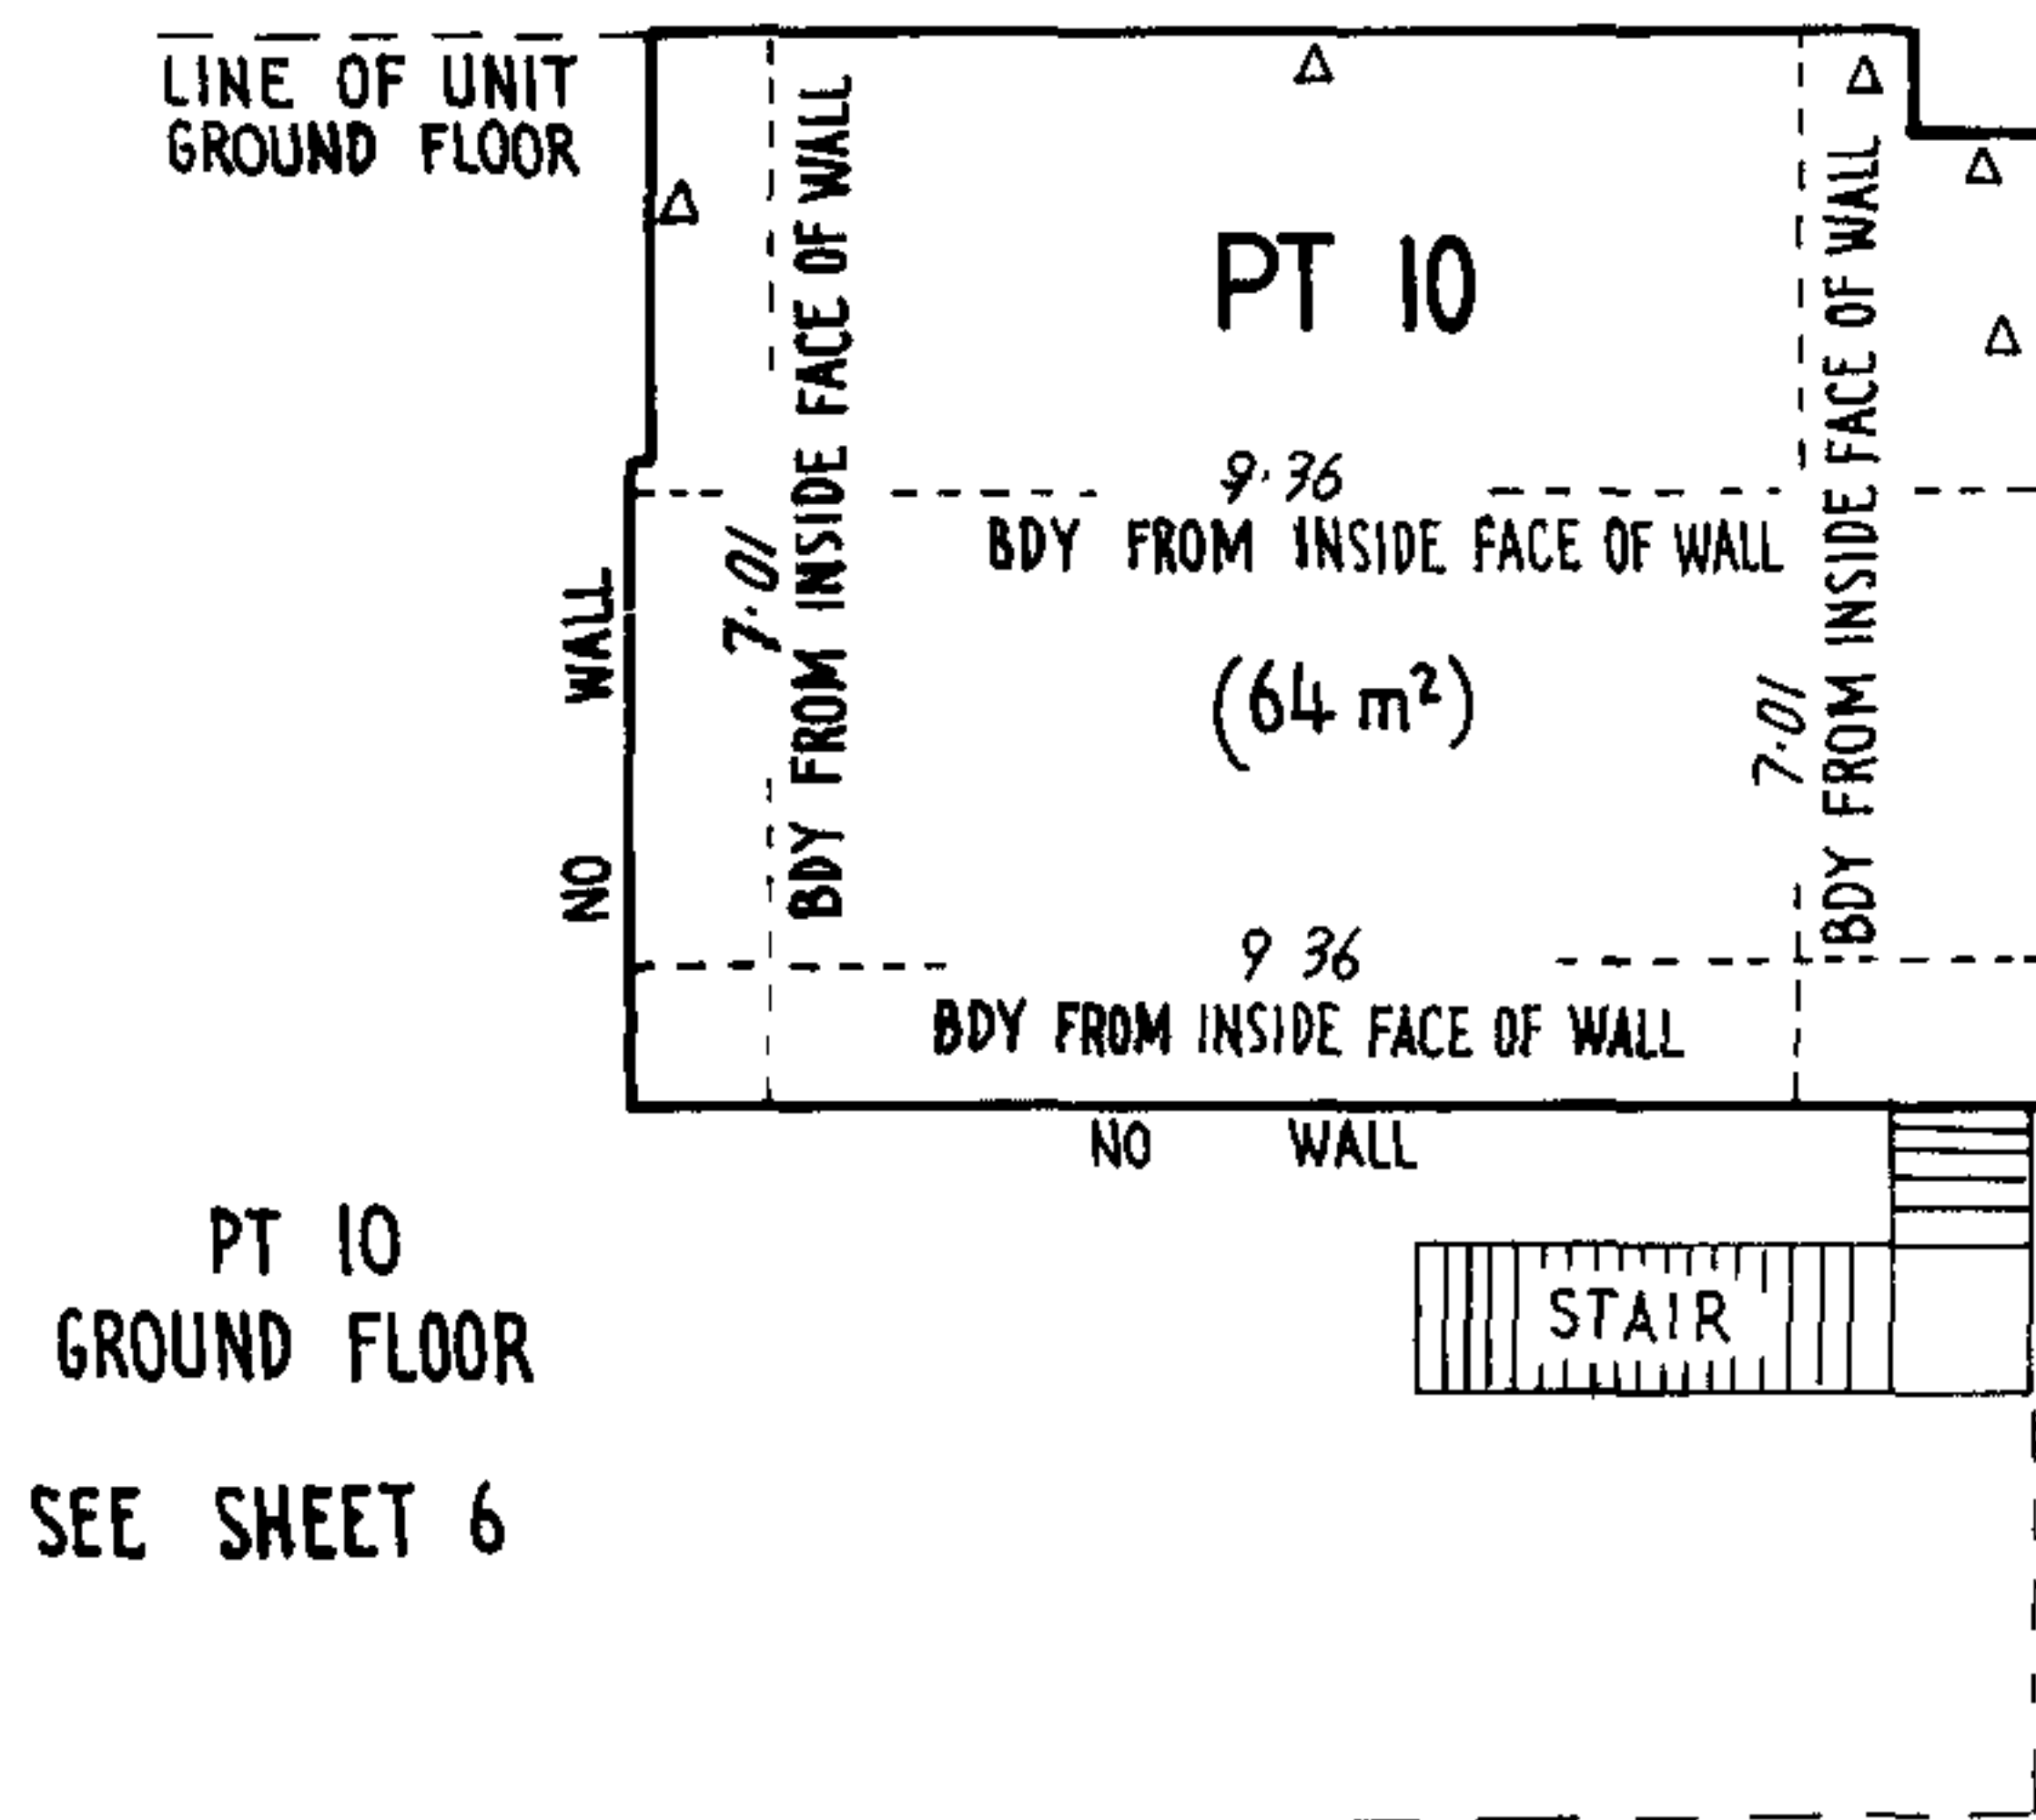 LINE OF UNIT
GROUND FLOOR
BDY FROM INSIDE FACE OF WALL
7·01
PT 10
BDY FROM INSIDE FACE OF WALL
7·01
9·36
BDY FROM INSIDE FACE OF WALL
(64 m²)
NO WALL
9 36
BDY FROM INSIDE FACE OF WALL
NO WALL
STAIR
PT 10
GROUND FLOOR
SEE SHEET 6